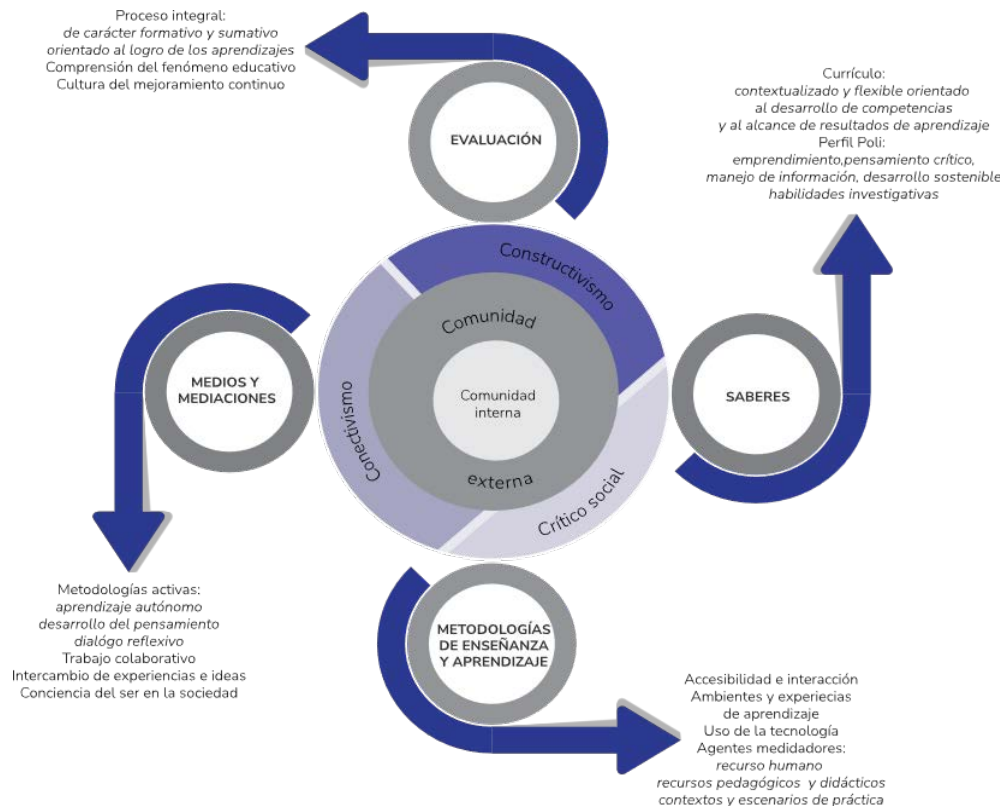 Proceso integral:
de carácter formativo y sumativo
orientado al logro de los aprendizajes
Comprensión del fenómeno educativo
Cultura del mejoramiento continuo
EVALUACIÓN
Currículo:
contextualizado y flexible orientado
al desarrollo de competencias
y al alcance de resultados de aprendizaje
Perfil Poli:
emprendimiento,pensamiento crítico,
manejo de información, desarrollo sostenible
habilidades investigativas
Constructivismo
Comunidad
externa
Comunidad
interna
Conectivismo
Crítico social
MEDIOS Y
MEDIACIONES
SABERES
Metodologías activas:
aprendizaje autónomo
desarrollo del pensamiento
dialógo reflexivo
Trabajo colaborativo
Intercambio de experiencias e ideas
Conciencia del ser en la sociedad
METODOLOGÍAS
DE ENSEÑANZA
Y APRENDIZAJE
Accesibilidad e interacción
Ambientes y experiecias
de aprendizaje
Uso de la tecnología
Agentes medidadores:
recurso humano
recursos pedagógicos y didácticos
contextos y escenarios de práctica